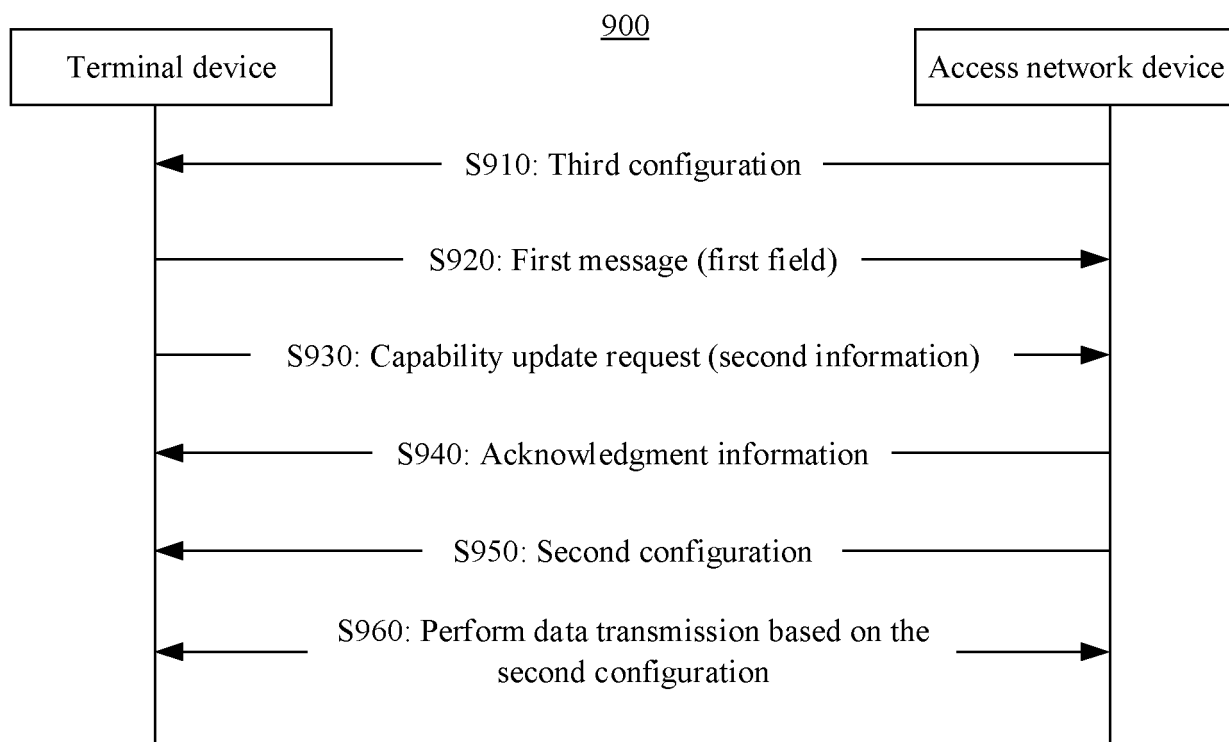 900
Terminal device
Access network device
S910: Third configuration
S920: First message (first field)
S930: Capability update request (second information)
S940: Acknowledgment information
S950: Second configuration
S960: Perform data transmission based on the
second configuration